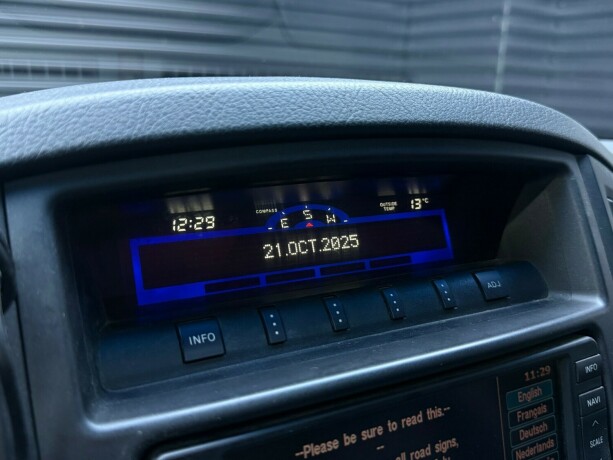 12:29
COMPASS
E S W
OUTSIDE TEMP 13°C
21.OCT.2025
INFO
ADJ
11:29
INFO
--Please be sure to read this.--
English
Français
NAVI
all road signs,
Deutsch
Nederlands
SCALE